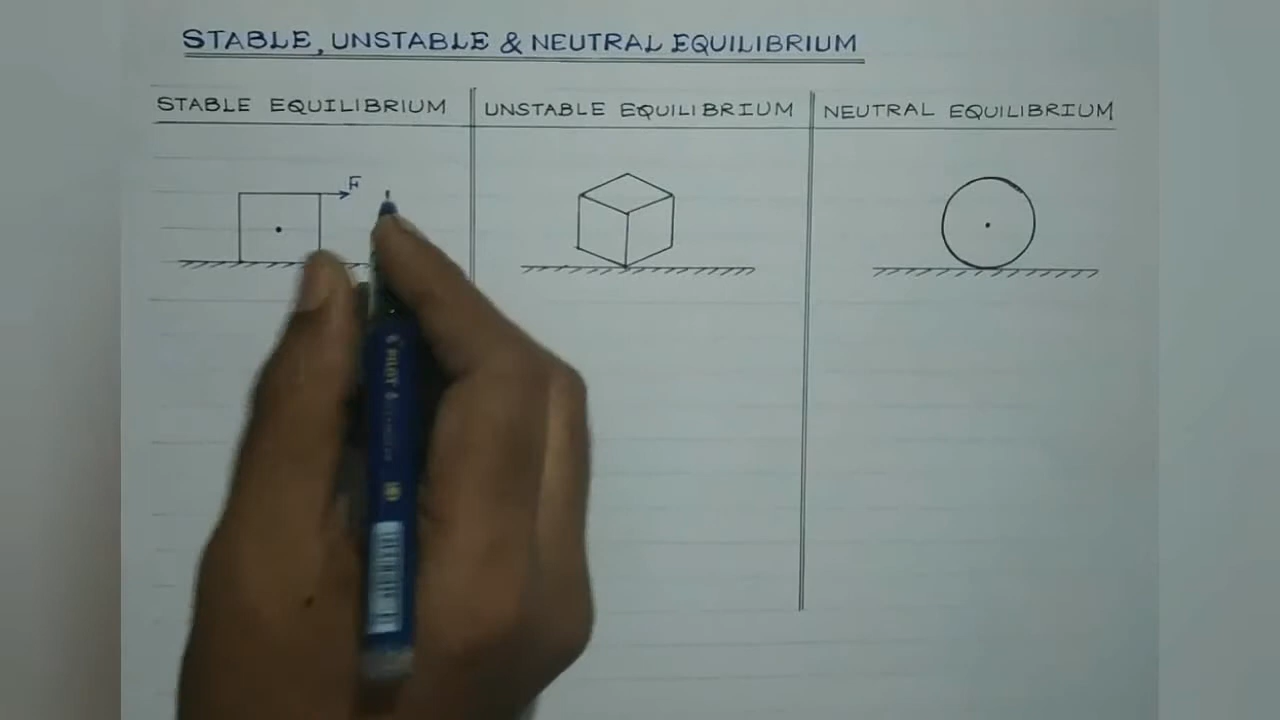 STABLE, UNSTABLE & NEUTRAL EQUILIBRIUM
STABLE EQUILIBRIUM
UNSTABLE EQUILIBRIUM
NEUTRAL EQUILIBRIUM
F
PILOT